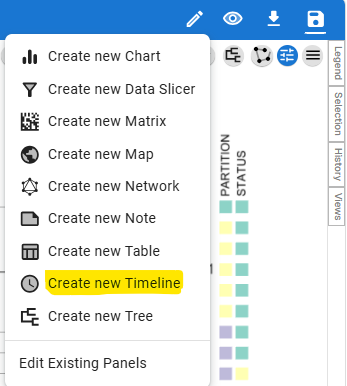 Create new Chart
Create new Data Slicer
Create new Matrix
Create new Map
Create new Network
Create new Note
Create new Table
Create new Timeline
Create new Tree
Edit Existing Panels
PARTITION
STATUS
Legend
Selection
History
Views